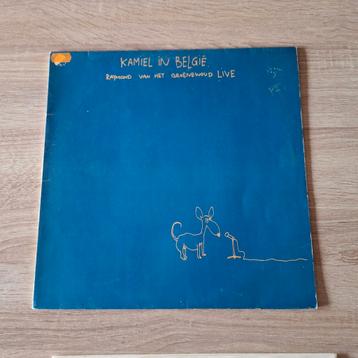 KAMIEL IN BELGIË
RAYMOND VAN HET GROENEWOUD LIVE